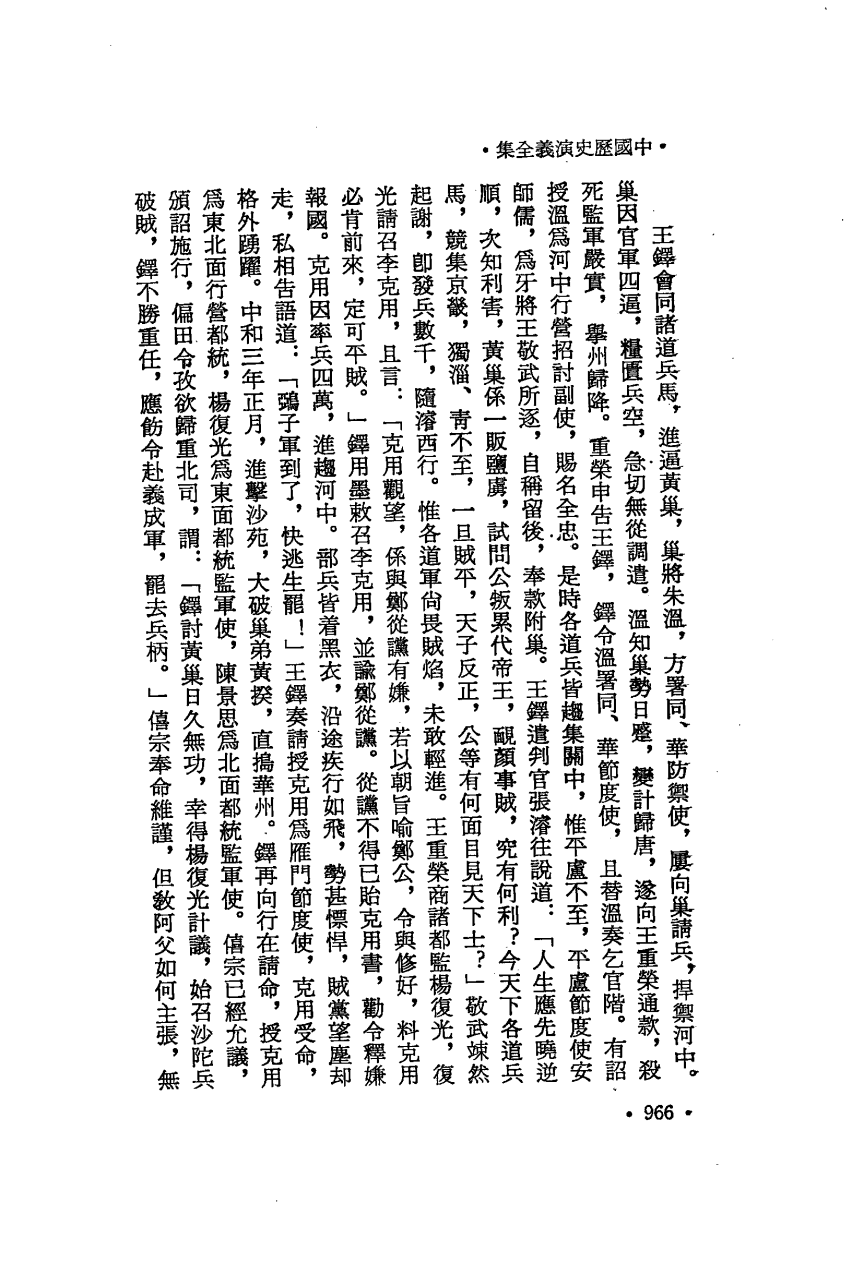 ·中國歷史演義全集·
王鐸會同諸道兵馬，進逼黃巢，巢將朱溫，方署同、華防禦使，屢向巢請兵，捍禦河中。
巢因官軍四逼，糧匱兵空，急切無從調遣。溫知巢勢日蹙，變計歸唐，遂向王重榮通款，殺
死監軍嚴實，舉州歸降。重榮申告王鐸，鐸令溫署同、華節度使，且替溫奏乞官階。有詔
授溫爲河中行營招討副使，賜名全忠。是時各道兵皆趨集關中，惟平盧不至，平盧節度使安
師儒，爲牙將王敬武所逐，自稱留後，奉款附巢。王鐸遣判官張濬往說道：「人生應先曉逆
順，次知利害，黃巢係一販鹽虜，試問公叛累代帝王，靦顏事賊，究有何利？今天下各道兵
馬，競集京畿，獨淄、青不至，一旦賊平，天子反正，公等有何面目見天下士？」敬武竦然
起謝，卽發兵數千，隨濬西行。惟各道軍尙畏賊焰，未敢輕進。王重榮商諸都監楊復光，復
光請召李克用，且言：「克用觀望，係與鄭從讜有嫌，若以朝旨喻鄭公，令與修好，料克用
必肯前來，定可平賊。」鐸用墨敕召李克用，並諭鄭從讜。從讜不得已貽克用書，勸令釋嫌
報國。克用因率兵四萬，進趨河中。部兵皆着黑衣，沿途疾行如飛，勢甚慓悍，賊黨望塵却
走，私相告語道：「鵶子軍到了，快逃生罷！」王鐸奏請授克用爲雁門節度使，克用受命，
格外踴躍。中和三年正月，進擊沙苑，大破巢弟黃揆，直搗華州。鐸再向行在請命，授克用
爲東北面行營都統，楊復光爲東面都統監軍使，陳景思爲北面都統監軍使。僖宗已經允議，
頒詔施行，偏田令孜欲歸重北司，謂：「鐸討黃巢日久無功，幸得楊復光計議，始召沙陀兵
破賊，鐸不勝重任，應飭令赴義成軍，罷去兵柄。」僖宗奉命維謹，但敎阿父如何主張，無
·966·